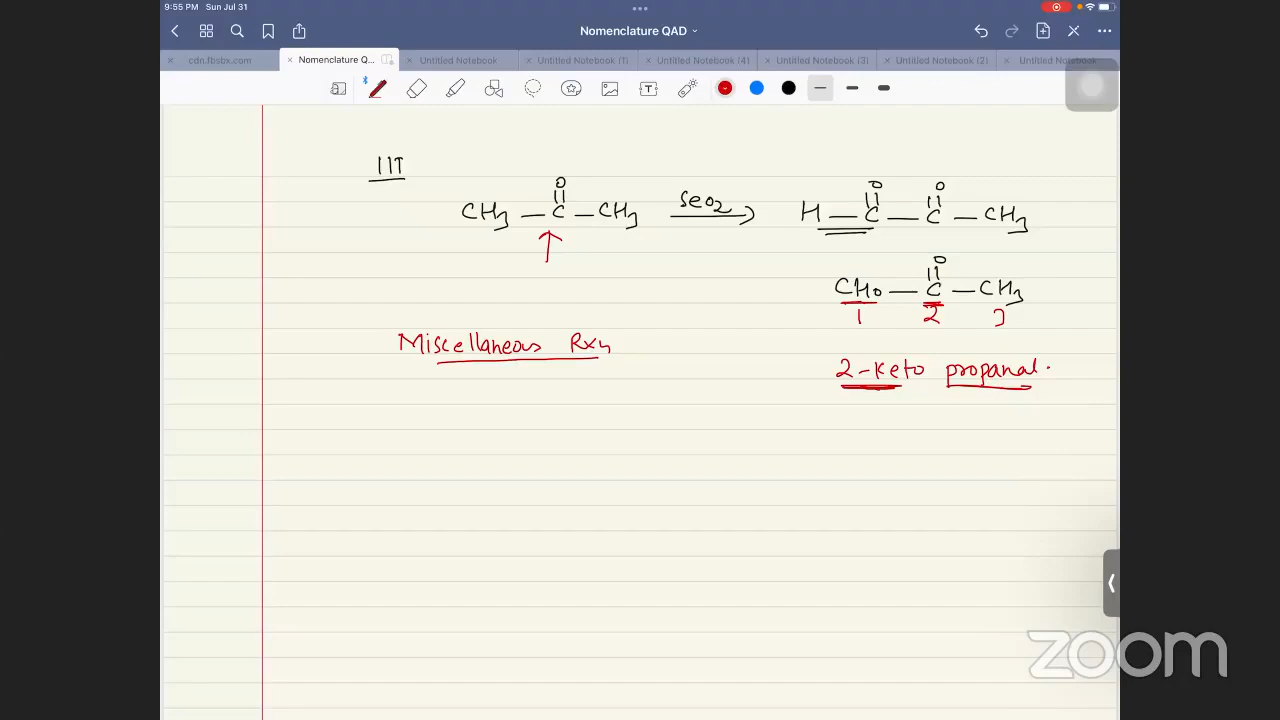 9:55 PM Sun Jul 31
Nomenclature QAD
cdn.fbsbx.com
Nomenclature Q...
Untitled Notebook
Untitled Notebook (1)
Untitled Notebook (4)
Untitled Notebook (3)
Untitled Notebook (2)
Untitled Notebook
IIT
O O O
CH3 — C — CH3 SeO2 H — C — C — CH3
O
CHO — C — CH3
1 2 3
Miscellaneous Rxn
2-keto propanal.
zoom